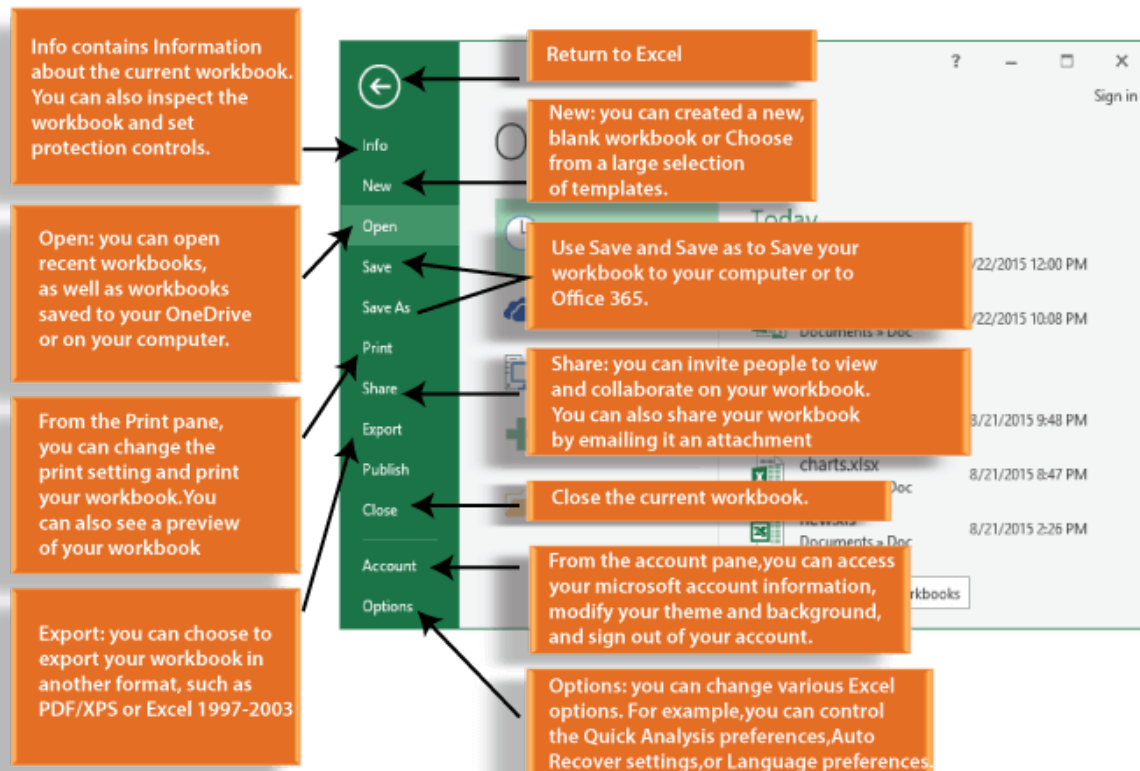 Info contains Information
about the current workbook.
You can also inspect the
workbook and set
protection controls.
Open: you can open
recent workbooks,
as well as workbooks
saved to your OneDrive
or on your computer.
From the Print pane,
you can change the
print setting and print
your workbook.You
can also see a preview
of your workbook
Export: you can choose to
export your workbook in
another format, such as
PDF/XPS or Excel 1997-2003
Info
New
Open
Save
Save As
Print
Share
Export
Publish
Close
Account
Options
Return to Excel
New: you can created a new,
blank workbook or Choose
from a large selection
of templates.
Use Save and Save as to Save your
workbook to your computer or to
Office 365.
Share: you can invite people to view
and collaborate on your workbook.
You can also share your workbook
by emailing it an attachment
Close the current workbook.
From the account pane,you can access
your microsoft account information,
modify your theme and background,
and sign out of your account.
Options: you can change various Excel
options. For example,you can control
the Quick Analysis preferences,Auto
Recover settings,or Language preferences.
?
Sign in
Today
/22/2015 12:00 PM
/22/2015 10:08 PM
Documents » Doc
8/21/2015 9:48 PM
charts.xlsx
8/21/2015 8:47 PM
Doc
new.xls
8/21/2015 2:26 PM
Documents » Doc
rkbooks